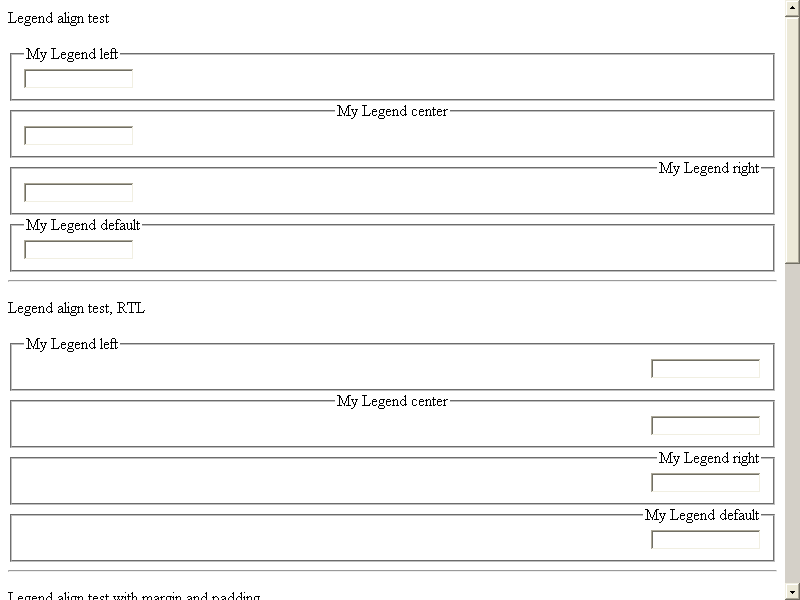 Legend align test
My Legend left
My Legend center
My Legend right
My Legend default
Legend align test, RTL
My Legend left
My Legend center
My Legend right
My Legend default
Legend align test with margin and padding